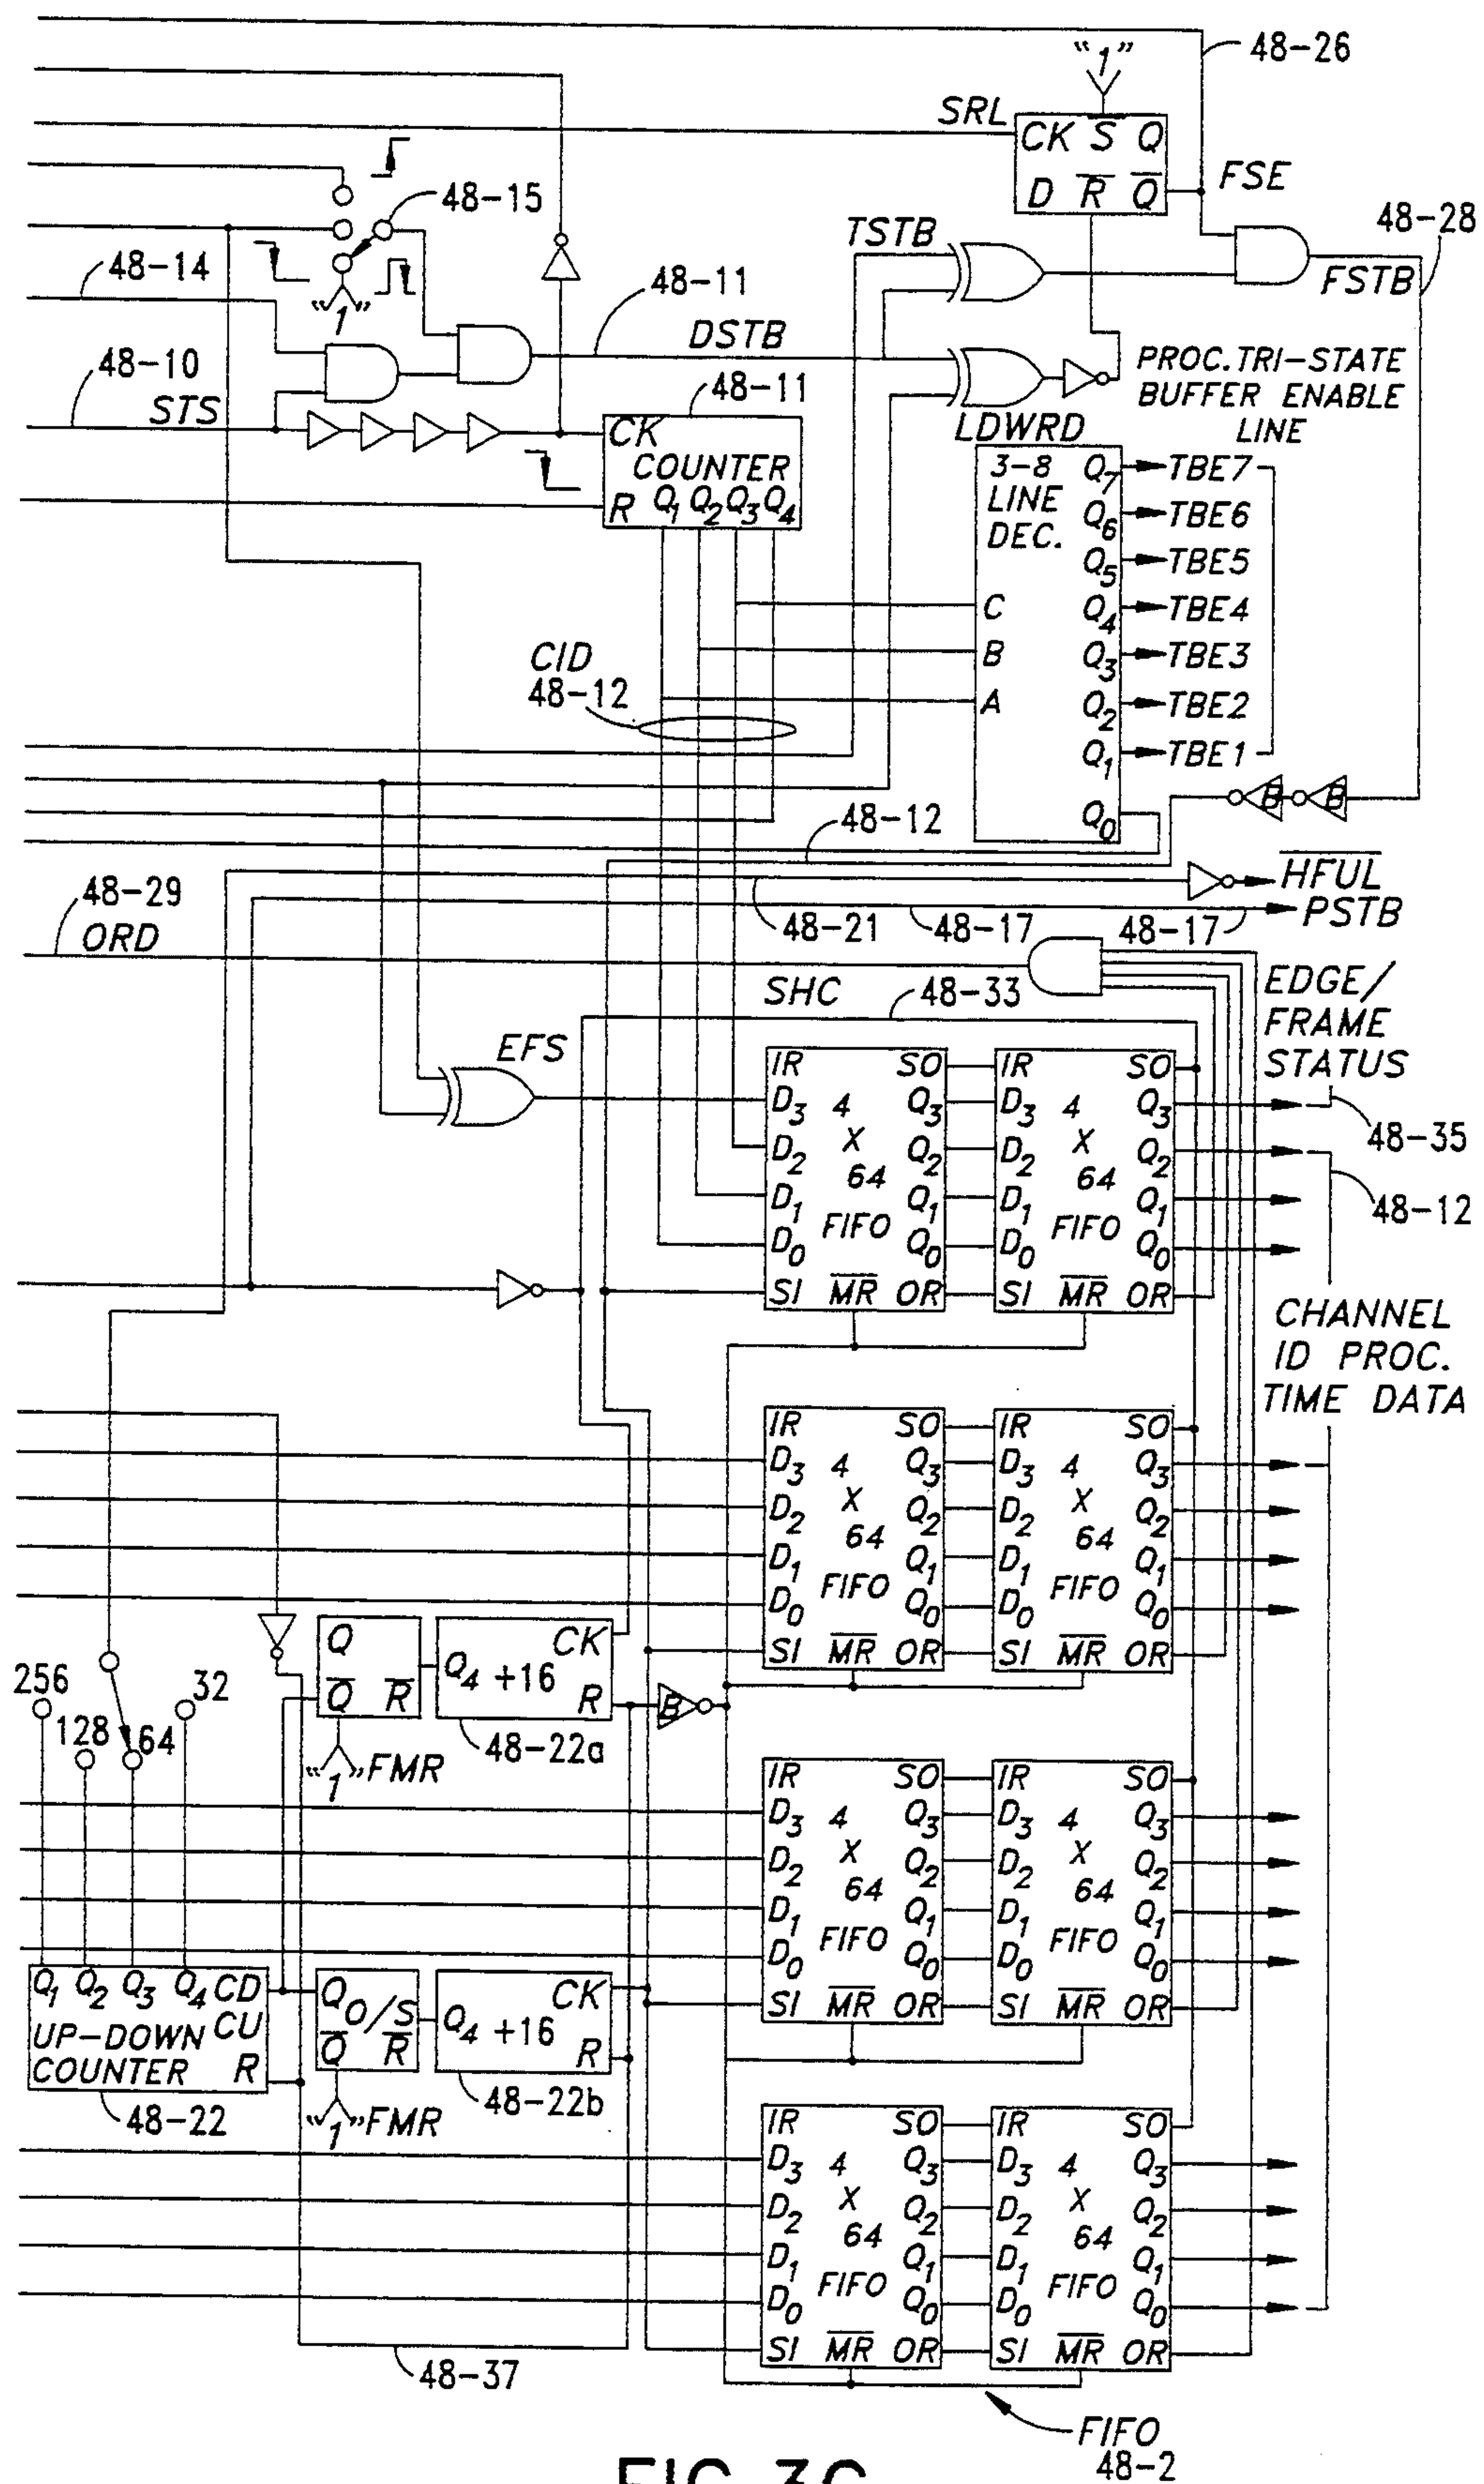 48-26
"1"
SRL
CK S̅ Q
D R̅ Q̅
FSE
48-15
48-28
TSTB
48-14
"1"
48-11
FSTB
DSTB
48-10
STS
48-11
PROC.TRI-STATE
BUFFER ENABLE
LINE
CK
COUNTER
R Q1 Q2 Q3 Q4
LDWRD
3-8
LINE
DEC.
Q7 TBE7
Q6 TBE6
Q5 TBE5
C Q4 TBE4
B Q3 TBE3
A Q2 TBE2
Q1 TBE1
Q0
CID
48-12
B B
48-12
H̅F̅U̅L̅
PSTB
48-29
ORD
48-21
48-17
48-17
SHC
48-33
EDGE/
FRAME
STATUS
EFS
48-35
48-12
IR SO IR SO
D3 4 Q3 D3 4 Q3
D2 X Q2 D2 X Q2
D1 64 Q1 D1 64 Q1
D0 FIFO Q0 D0 FIFO Q0
SI M̅R̅ OR SI M̅R̅ OR
CHANNEL
ID PROC.
TIME DATA
IR SO IR SO
D3 4 Q3 D3 4 Q3
D2 X Q2 D2 X Q2
D1 64 Q1 D1 64 Q1
D0 FIFO Q0 D0 FIFO Q0
SI M̅R̅ OR SI M̅R̅ OR
256
128
64
32
Q
Q̅ R̅
Q4 +16
CK
R
B
48-22a
"1" FMR
IR SO IR SO
D3 4 Q3 D3 4 Q3
D2 X Q2 D2 X Q2
D1 64 Q1 D1 64 Q1
D0 FIFO Q0 D0 FIFO Q0
SI M̅R̅ OR SI M̅R̅ OR
Q1 Q2 Q3 Q4 CD
UP-DOWN CU
COUNTER R
48-22
Q O/S
Q̅ R̅
Q4 +16
CK
R
48-22b
"1" FMR
IR SO IR SO
D3 4 Q3 D3 4 Q3
D2 X Q2 D2 X Q2
D1 64 Q1 D1 64 Q1
D0 FIFO Q0 D0 FIFO Q0
SI M̅R̅ OR SI M̅R̅ OR
48-37
FIFO
48-2
FIG. 3C